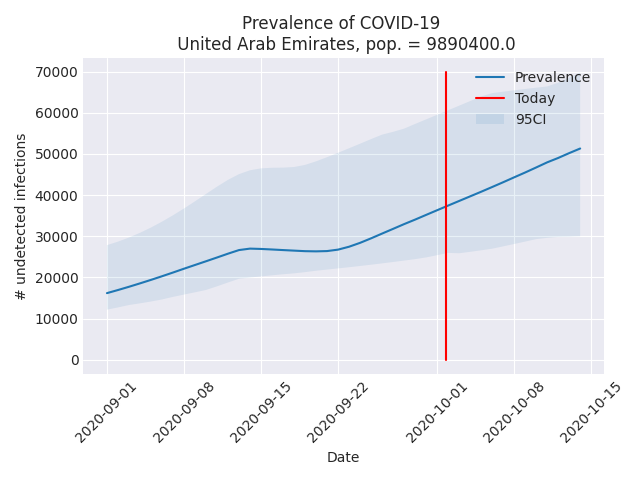 Prevalence of COVID-19
United Arab Emirates, pop. = 9890400.0
70000
60000
50000
40000
30000
20000
10000
0
# undetected infections
Prevalence
Today
95CI
2020-09-01
2020-09-08
2020-09-15
2020-09-22
2020-10-01
2020-10-08
2020-10-15
Date